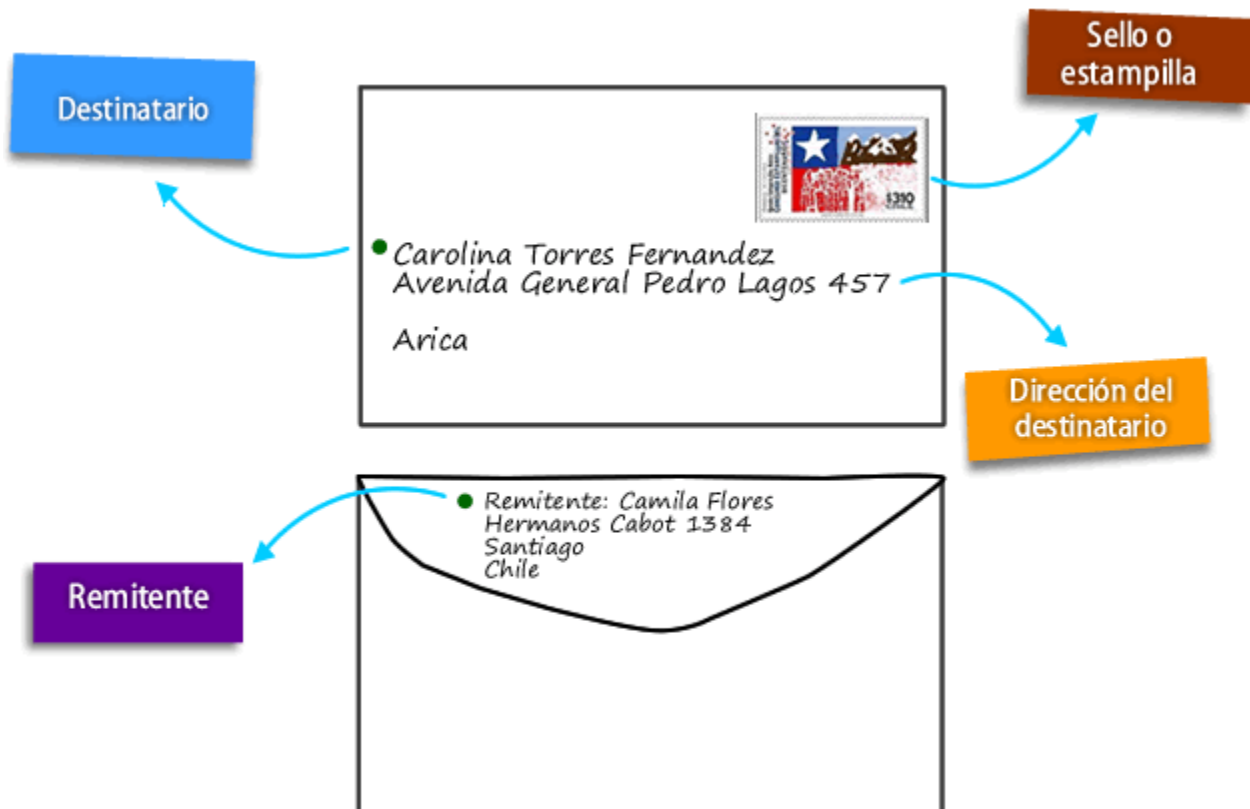 Sello o
estampilla
Destinatario
$310
Carolina Torres Fernandez
Avenida General Pedro Lagos 457
Arica
Dirección del
destinatario
Remitente: Camila Flores
Hermanos Cabot 1384
Santiago
Chile
Remitente